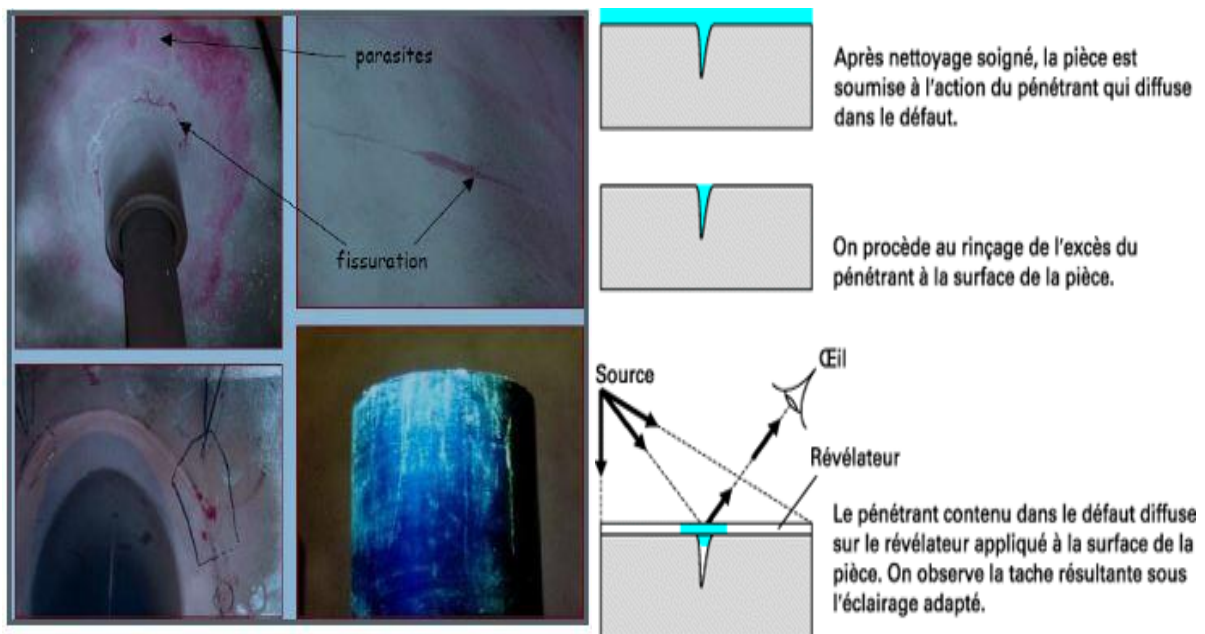 parasites
fissuration
Après nettoyage soigné, la pièce est
soumise à l'action du pénétrant qui diffuse
dans le défaut.
On procède au rinçage de l'excès du
pénétrant à la surface de la pièce.
Source
Œil
Révélateur
Le pénétrant contenu dans le défaut diffuse
sur le révélateur appliqué à la surface de la
pièce. On observe la tache résultante sous
l'éclairage adapté.